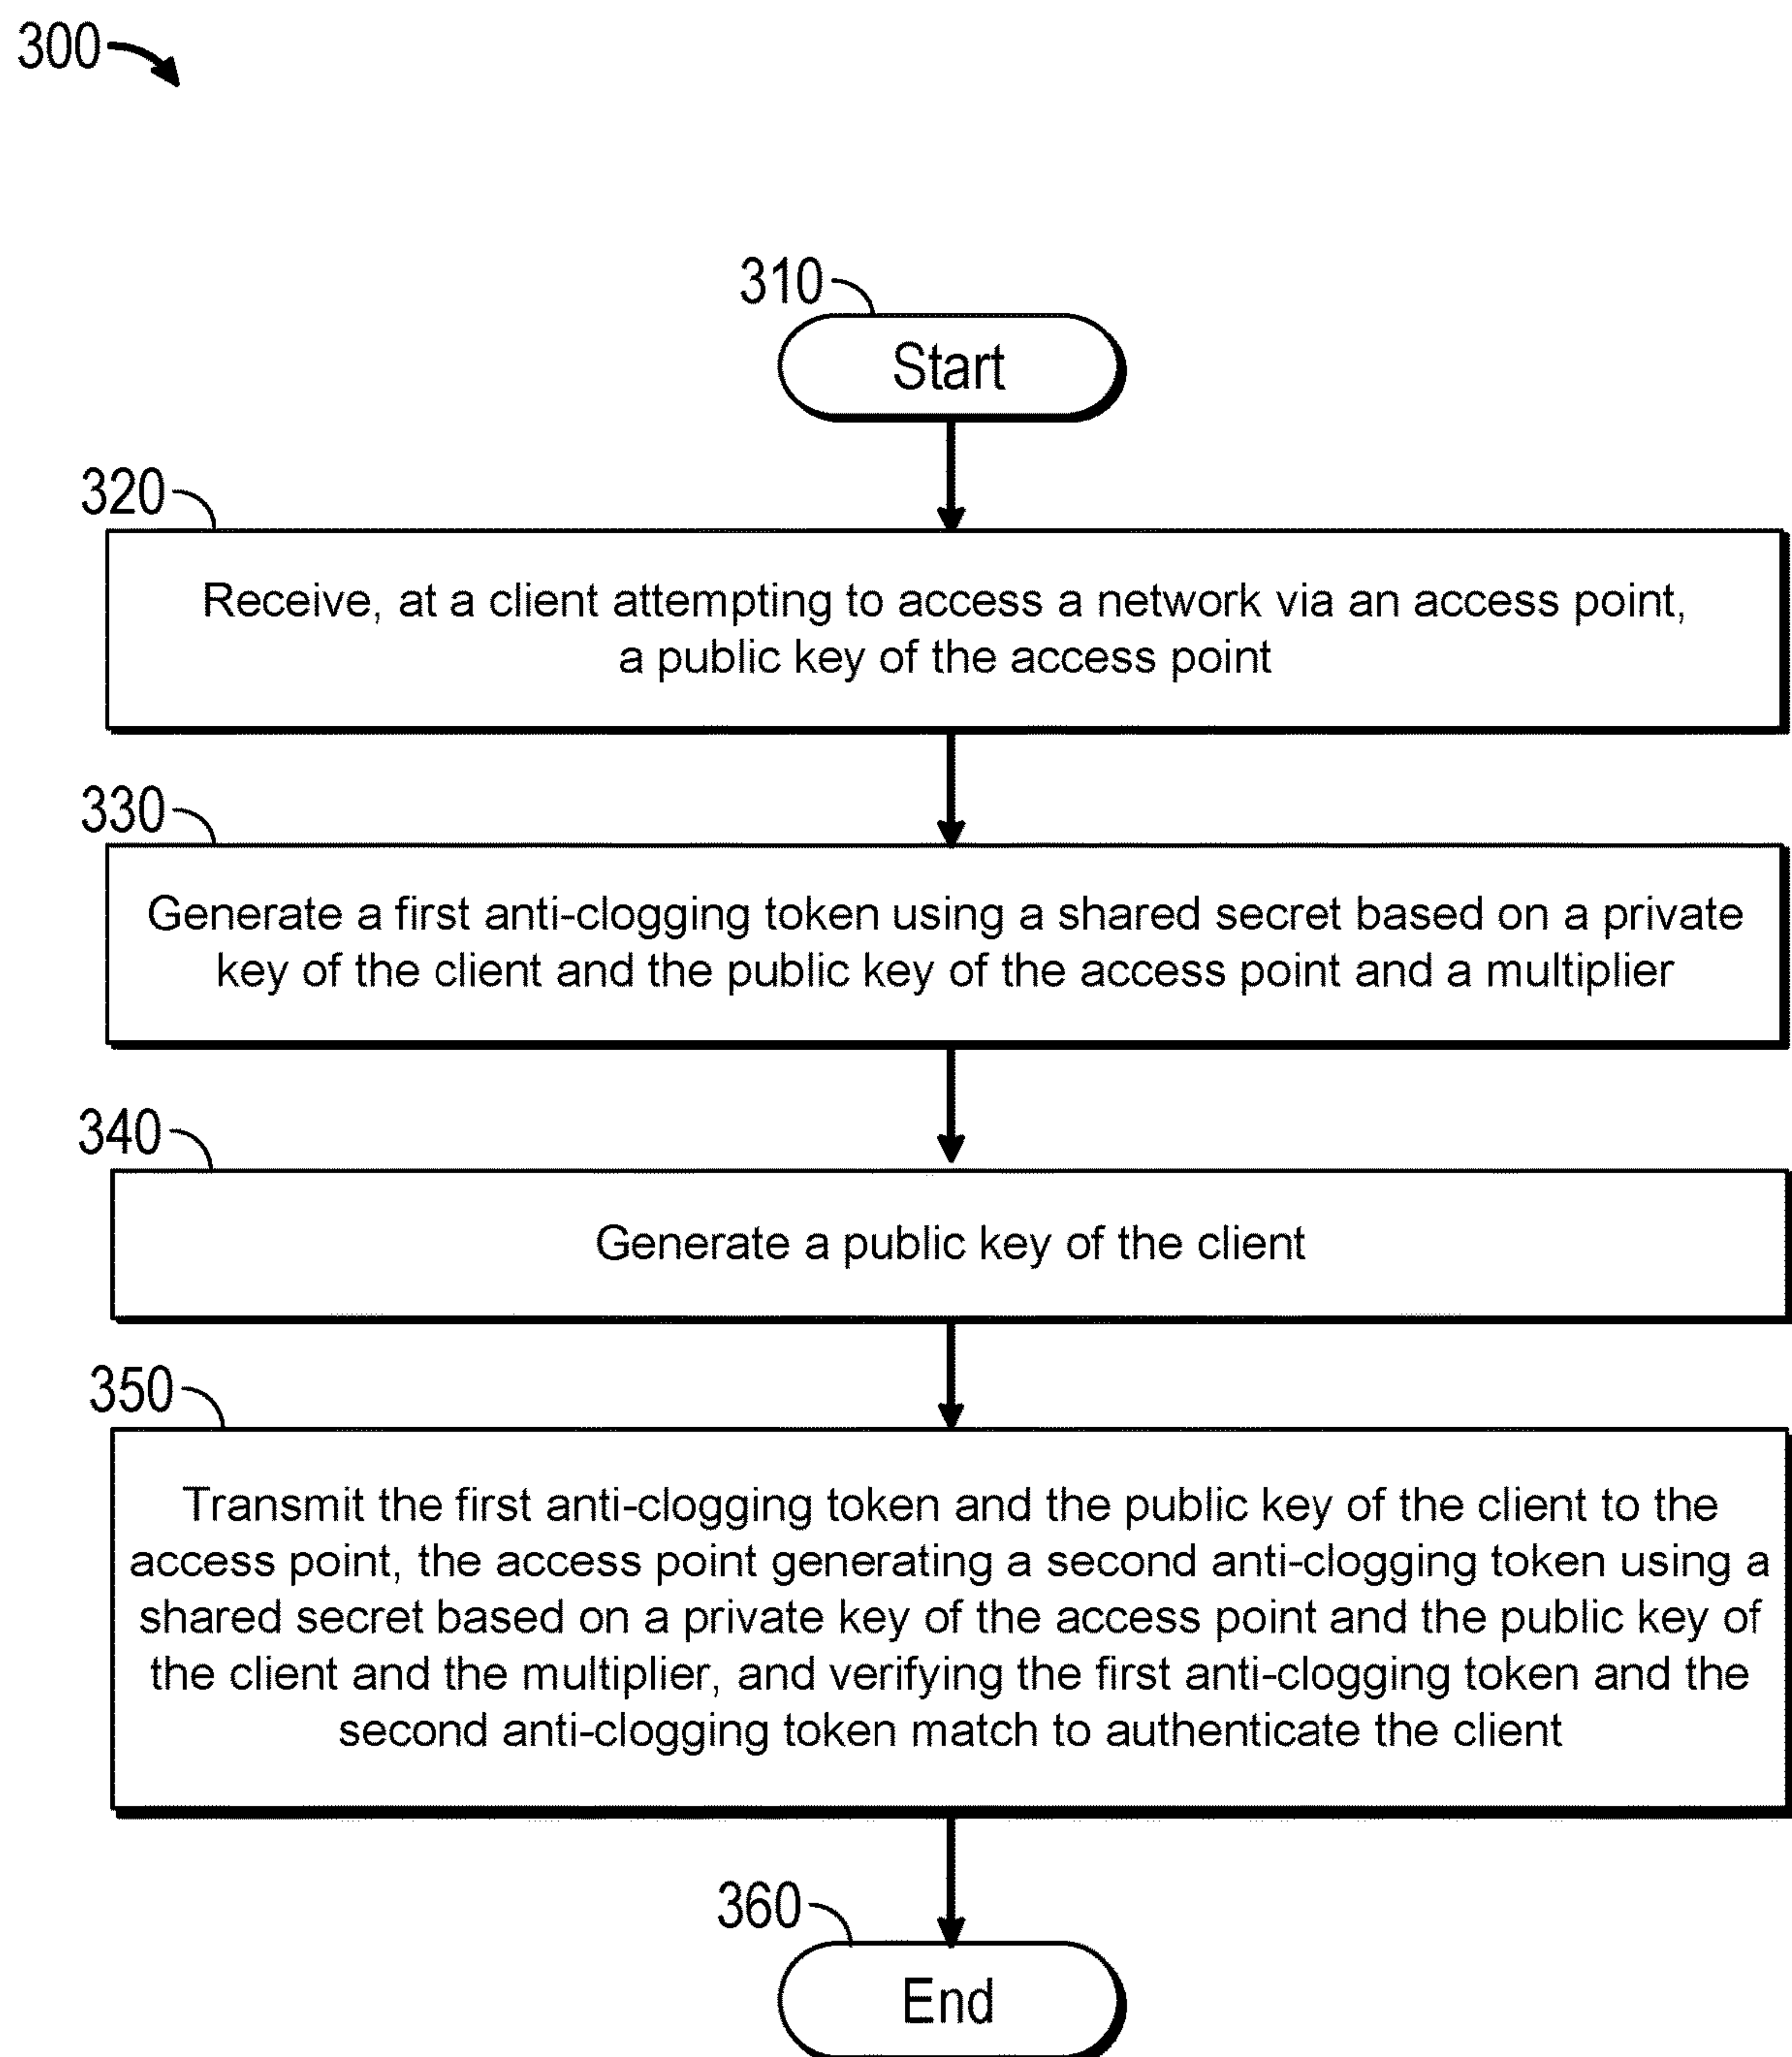 300
310
Start
320
Receive, at a client attempting to access a network via an access point,
a public key of the access point
330
Generate a first anti-clogging token using a shared secret based on a private
key of the client and the public key of the access point and a multiplier
340
Generate a public key of the client
350
Transmit the first anti-clogging token and the public key of the client to the
access point, the access point generating a second anti-clogging token using a
shared secret based on a private key of the access point and the public key of
the client and the multiplier, and verifying the first anti-clogging token and the
second anti-clogging token match to authenticate the client
360
End